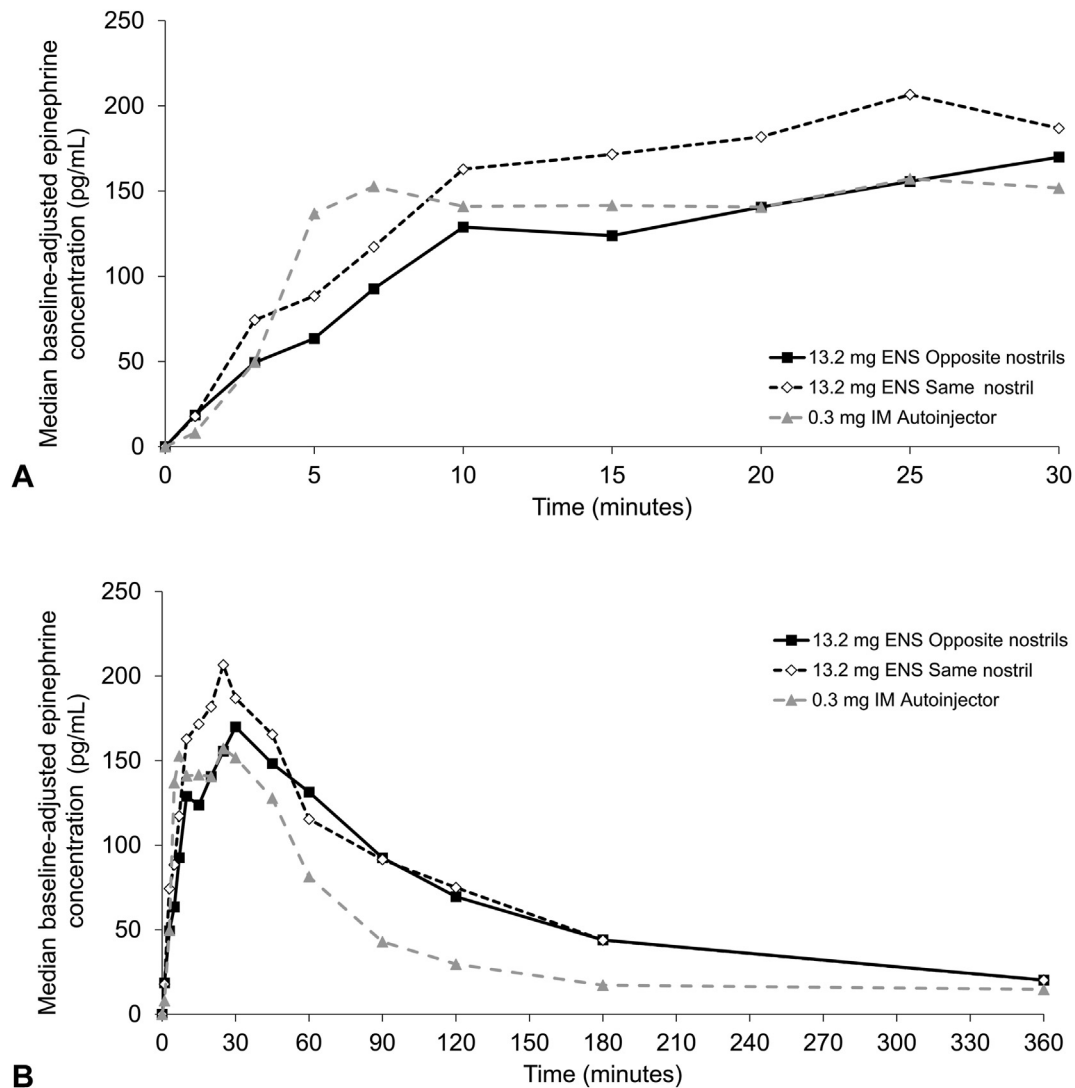 Median baseline-adjusted epinephrine
concentration (pg/mL)
250
200
150
100
50
0
13.2 mg ENS Opposite nostrils
13.2 mg ENS Same nostril
0.3 mg IM Autoinjector
0 5 10 15 20 25 30
Time (minutes)
A
Median baseline-adjusted epinephrine
concentration (pg/mL)
250
200
150
100
50
0
13.2 mg ENS Opposite nostrils
13.2 mg ENS Same nostril
0.3 mg IM Autoinjector
0 30 60 90 120 150 180 210 240 270 300 330 360
Time (minutes)
B